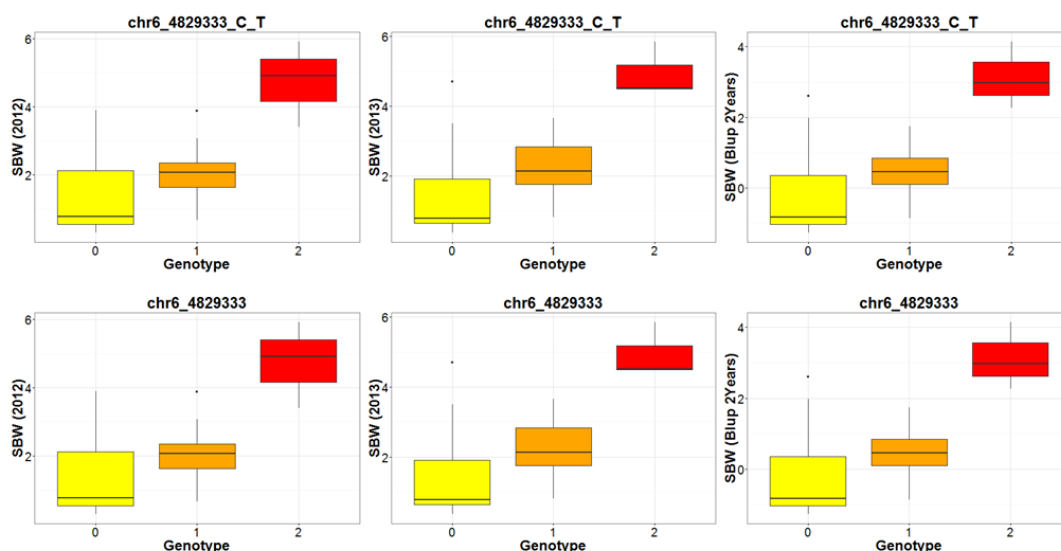 chr6_4829333_C_T
SBW (2012)
6
4
2
0
1
2
Genotype
chr6_4829333_C_T
SBW (2013)
6
4
2
0
1
2
Genotype
chr6_4829333_C_T
SBW (Blup 2Years)
4
2
0
0
1
2
Genotype
chr6_4829333
SBW (2012)
6
4
2
0
1
2
Genotype
chr6_4829333
SBW (2013)
6
4
2
0
1
2
Genotype
chr6_4829333
SBW (Blup 2Years)
4
2
0
0
1
2
Genotype